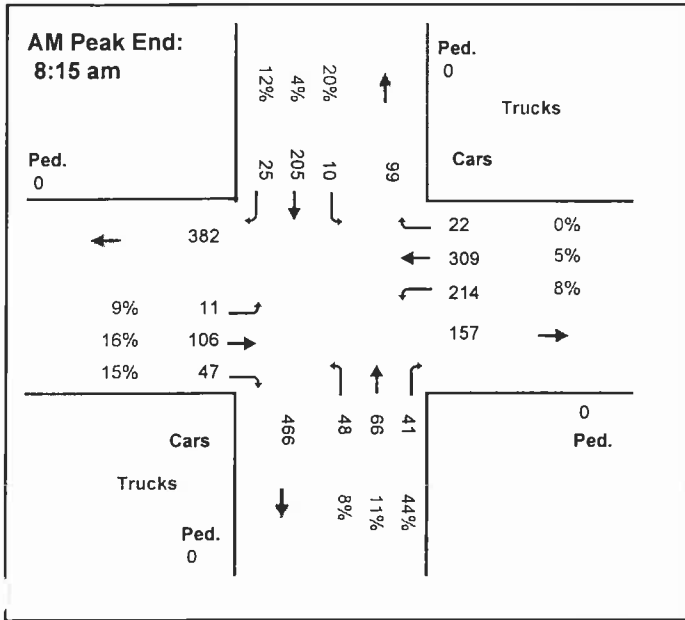 AM Peak End:
8:15 am
12% 4% 20%
25 205 10 99
Ped.
0
Trucks
Cars
Ped.
0
382
22 0%
309 5%
214 8%
157
9% 11
16% 106
15% 47
466 48 66 41
8% 11% 44%
Cars
Trucks
Ped.
0
0
Ped.